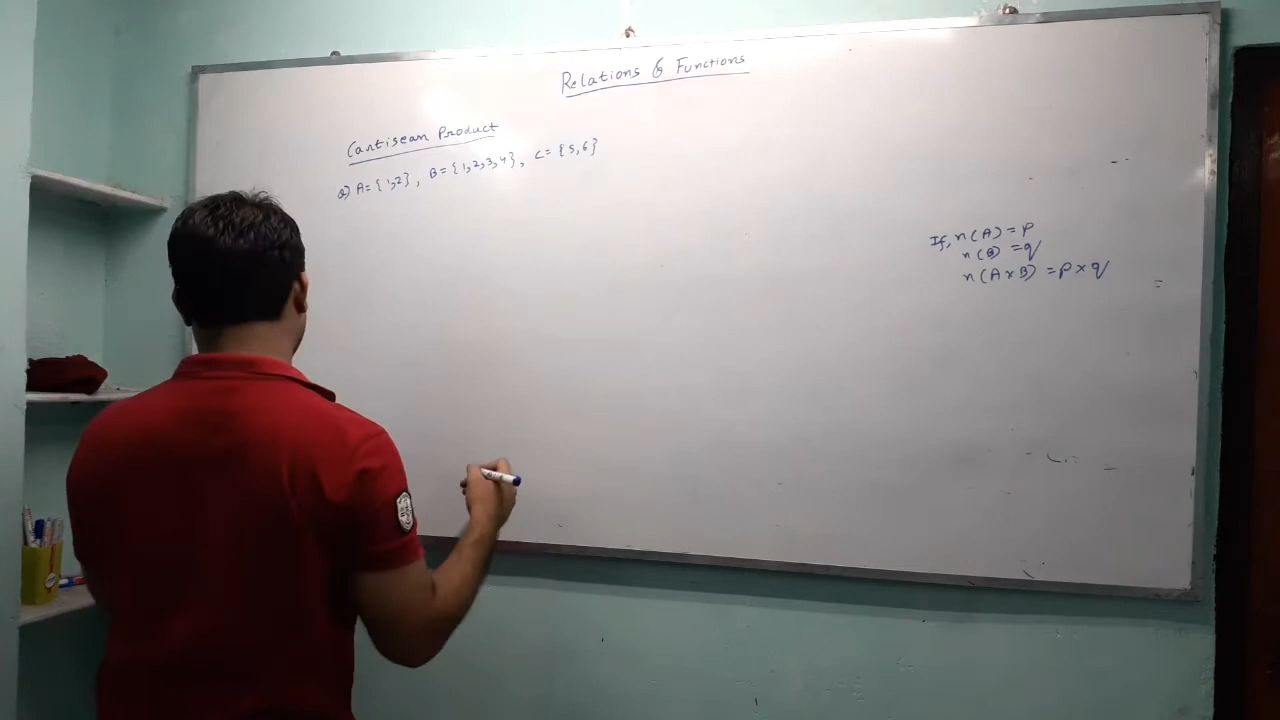 Relations & Functions
Cartisean Product
Q) A = {1,2}, B = {1,2,3,4}, C = {5,6}
If, n(A) = p
n(B) = q
n(A×B) = p×q
=